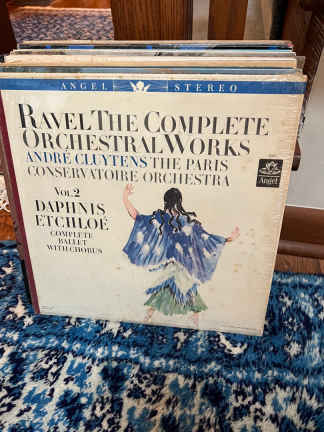 ANGEL STEREO
RAVEL THE COMPLETE
ORCHESTRAL WORKS
ANDRÉ CLUYTENS THE PARIS
CONSERVATOIRE ORCHESTRA
Angel
VOL.2
DAPHNIS
ET CHLOÉ
COMPLETE
BALLET
WITH CHORUS